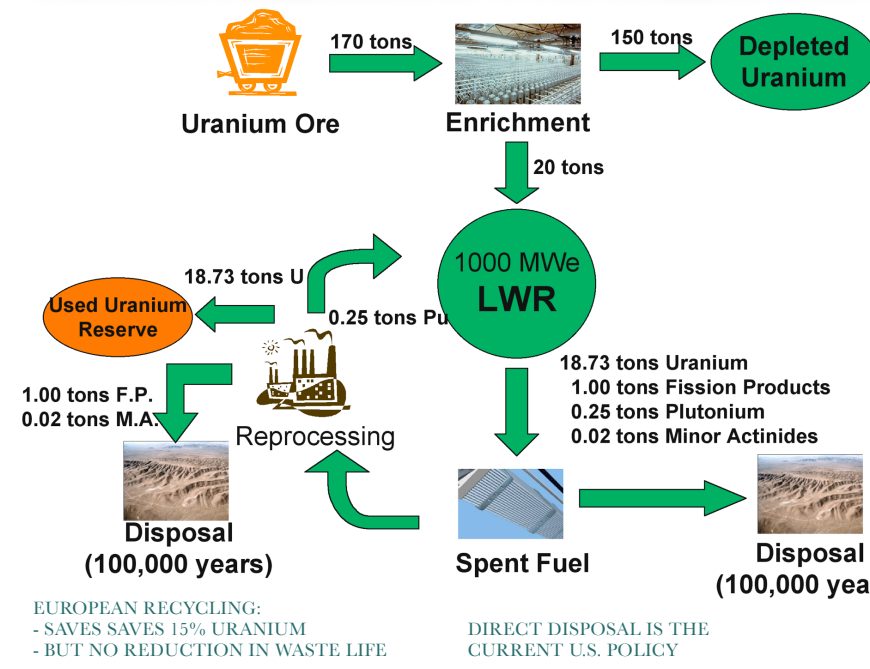 170 tons
150 tons
Depleted
Uranium
Uranium Ore
Enrichment
20 tons
1000 MWe
LWR
18.73 tons U
0.25 tons Pu
Used Uranium
Reserve
18.73 tons Uranium
1.00 tons Fission Products
0.25 tons Plutonium
0.02 tons Minor Actinides
1.00 tons F.P.
0.02 tons M.A.
Reprocessing
Disposal
(100,000 years)
Spent Fuel
Disposal
(100,000 yea
EUROPEAN RECYCLING:
- SAVES SAVES 15% URANIUM
- BUT NO REDUCTION IN WASTE LIFE
DIRECT DISPOSAL IS THE
CURRENT U.S. POLICY